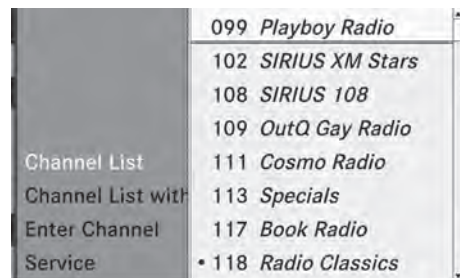 099 Playboy Radio
102 SIRIUS XM Stars
108 SIRIUS 108
109 OutQ Gay Radio
Channel List 111 Cosmo Radio
Channel List with 113 Specials
Enter Channel 117 Book Radio
Service • 118 Radio Classics